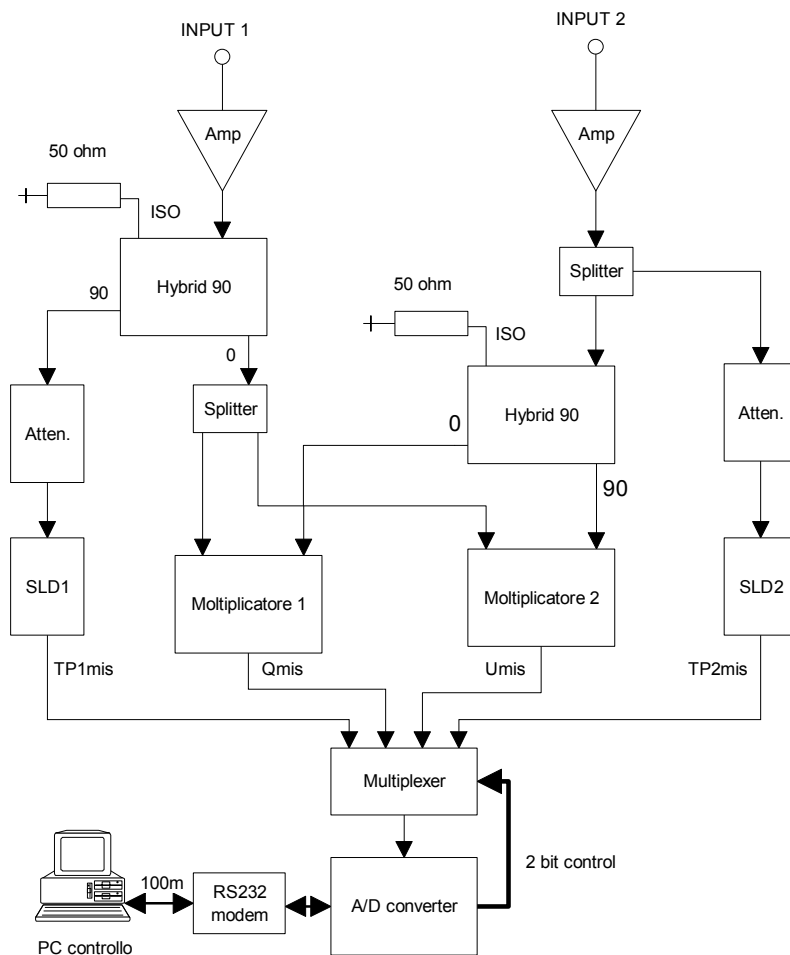 INPUT 1
INPUT 2
Amp
Amp
50 ohm
ISO
Splitter
Hybrid 90
90
50 ohm
ISO
0
Splitter
Atten.
Hybrid 90
0
Atten.
90
SLD1
Moltiplicatore 1
Moltiplicatore 2
SLD2
TP1mis
Qmis
Umis
TP2mis
Multiplexer
2 bit control
100m
RS232
modem
A/D converter
PC controllo